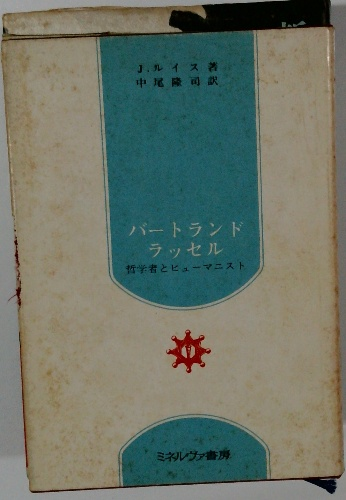 J.ルイス著
中尾隆司訳
バートランド
ラッセル
哲学者とヒューマニスト
ミネルヴァ書房